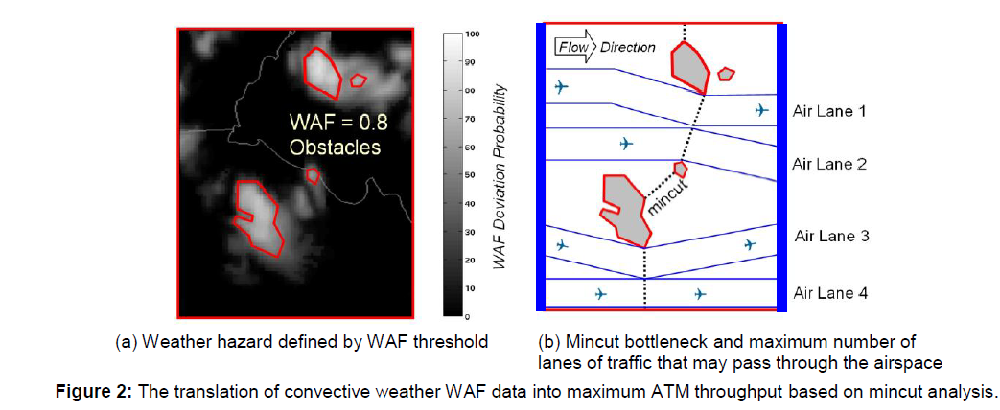 WAF = 0.8
Obstacles
100
90
80
70
60
50
40
30
20
10
0
WAF Deviation Probability
Flow Direction
mincut
Air Lane 1
Air Lane 2
Air Lane 3
Air Lane 4
(a) Weather hazard defined by WAF threshold
(b) Mincut bottleneck and maximum number of
lanes of traffic that may pass through the airspace
Figure 2: The translation of convective weather WAF data into maximum ATM throughput based on mincut analysis.